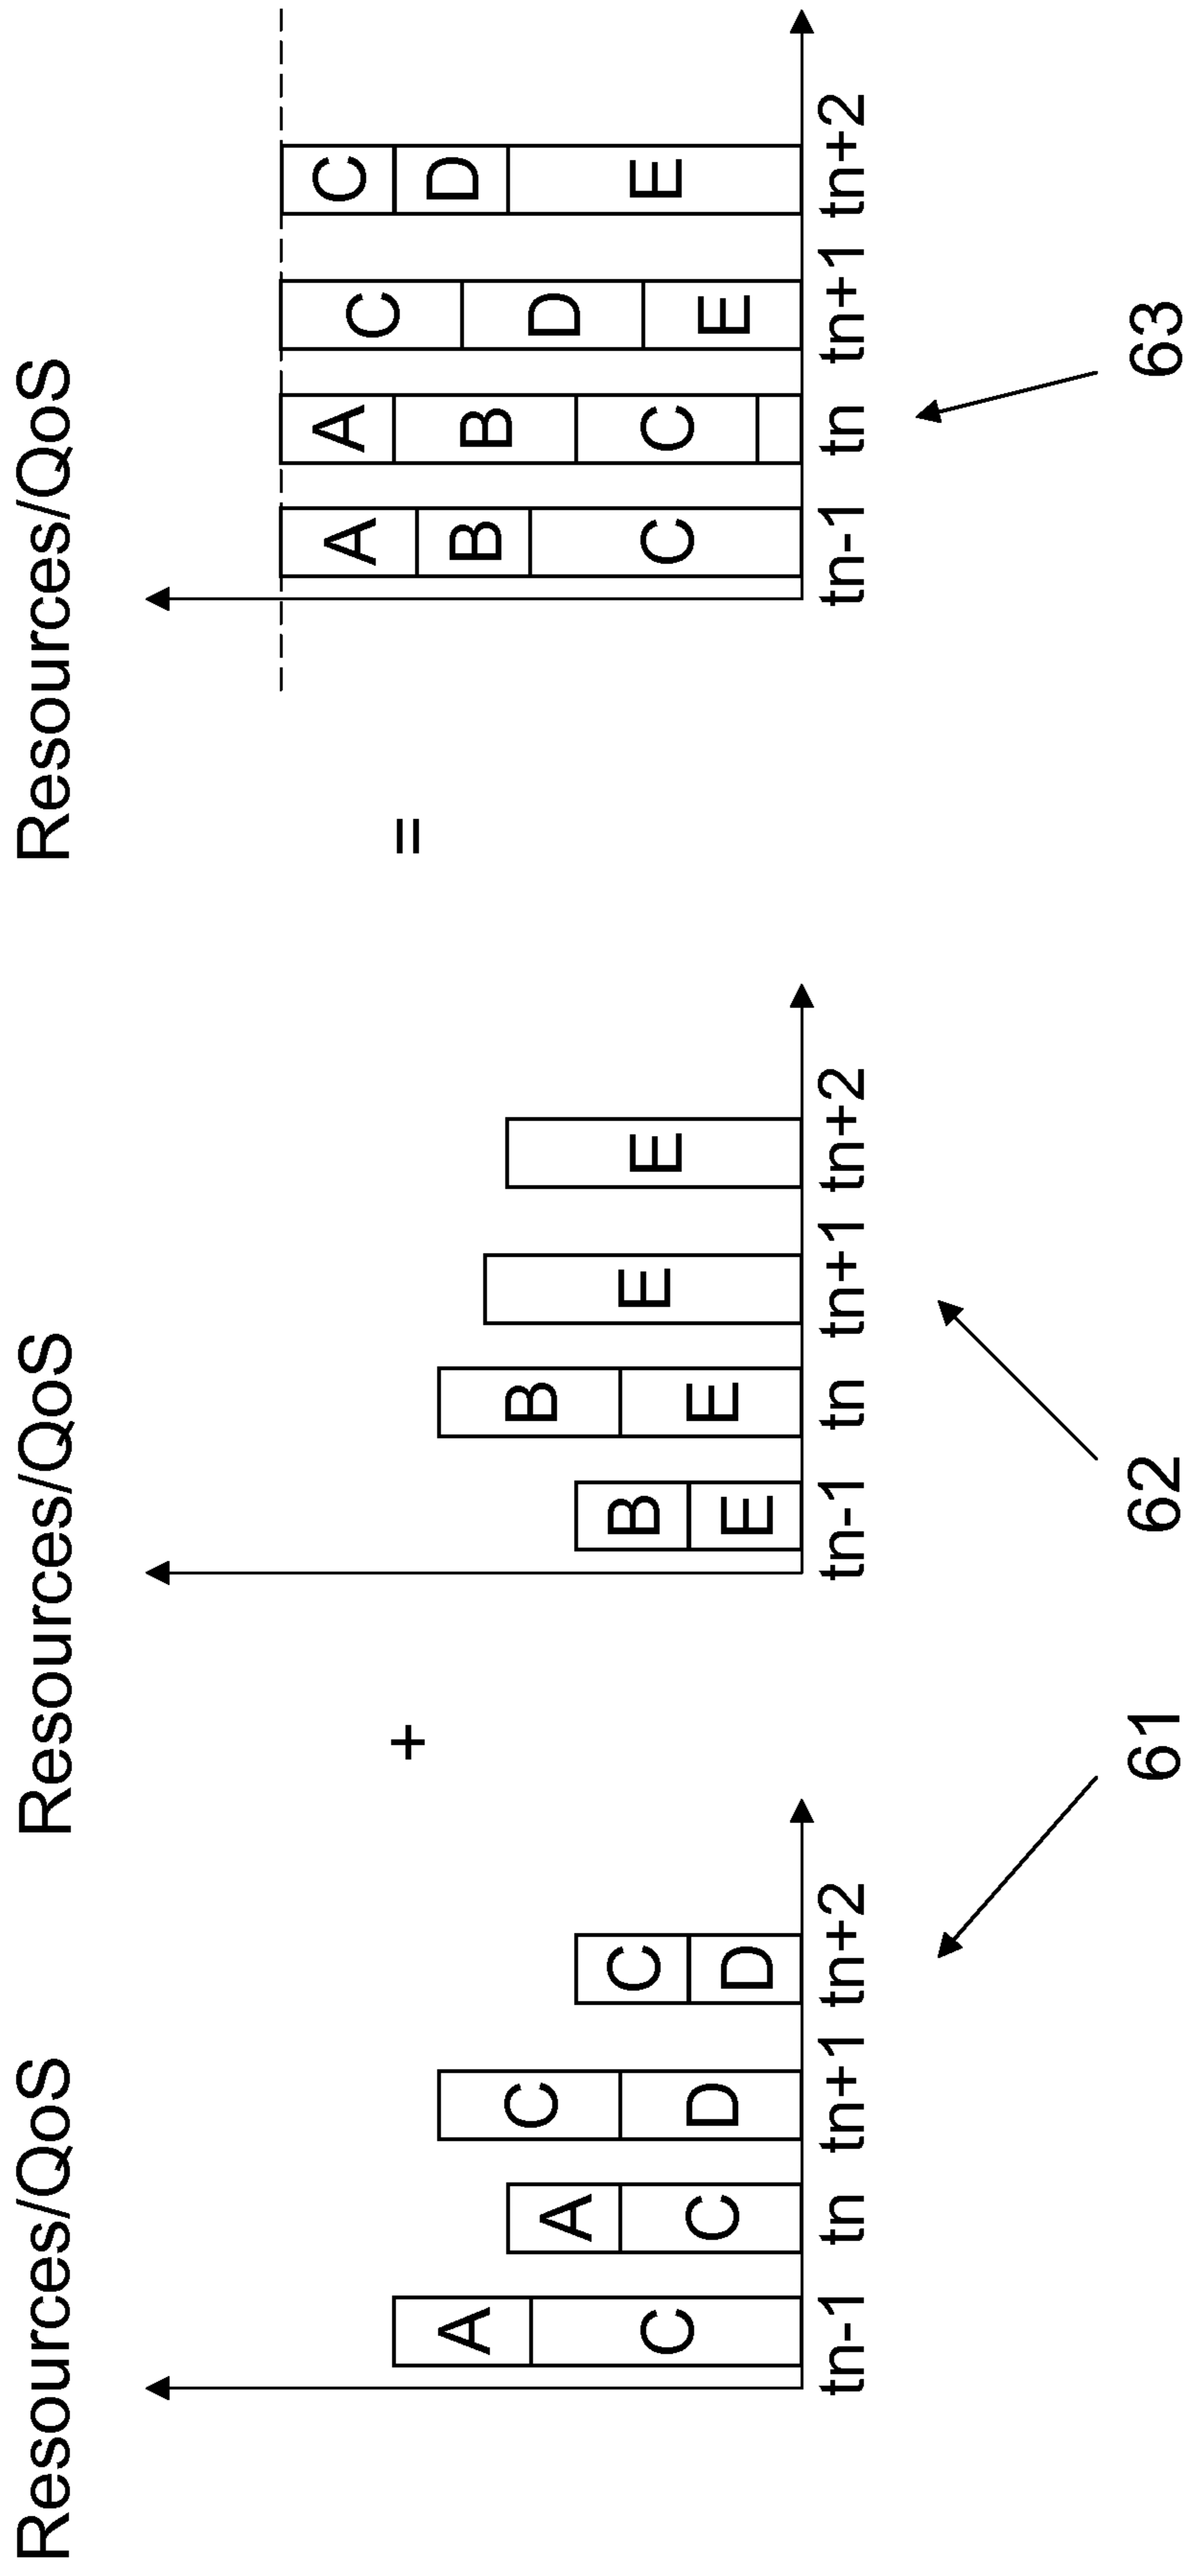 Resources/QoS
A
C
A
C
C
D
C
D
tn-1 tn tn+1 tn+2
61
+
Resources/QoS
B
E
B
E
E
E
tn-1 tn tn+1 tn+2
62
=
Resources/QoS
A
B
C
A
B
C
C
D
E
C
D
E
tn-1 tn tn+1 tn+2
63